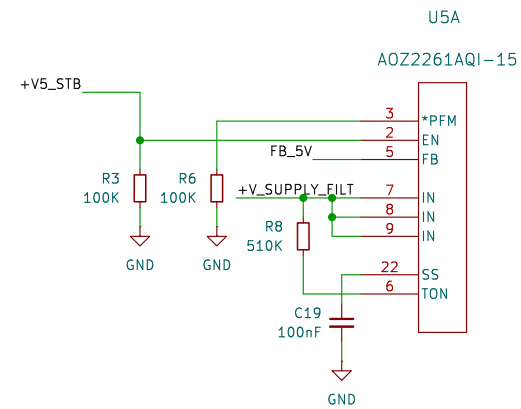 U5A
AOZ2261AQI-15
+V5_STB
3
*PFM
2
EN
FB_5V
5
FB
R3
100K
R6
100K
+V_SUPPLY_FILT
7
IN
8
IN
9
IN
R8
510K
GND
GND
22
SS
6
TON
C19
100nF
GND